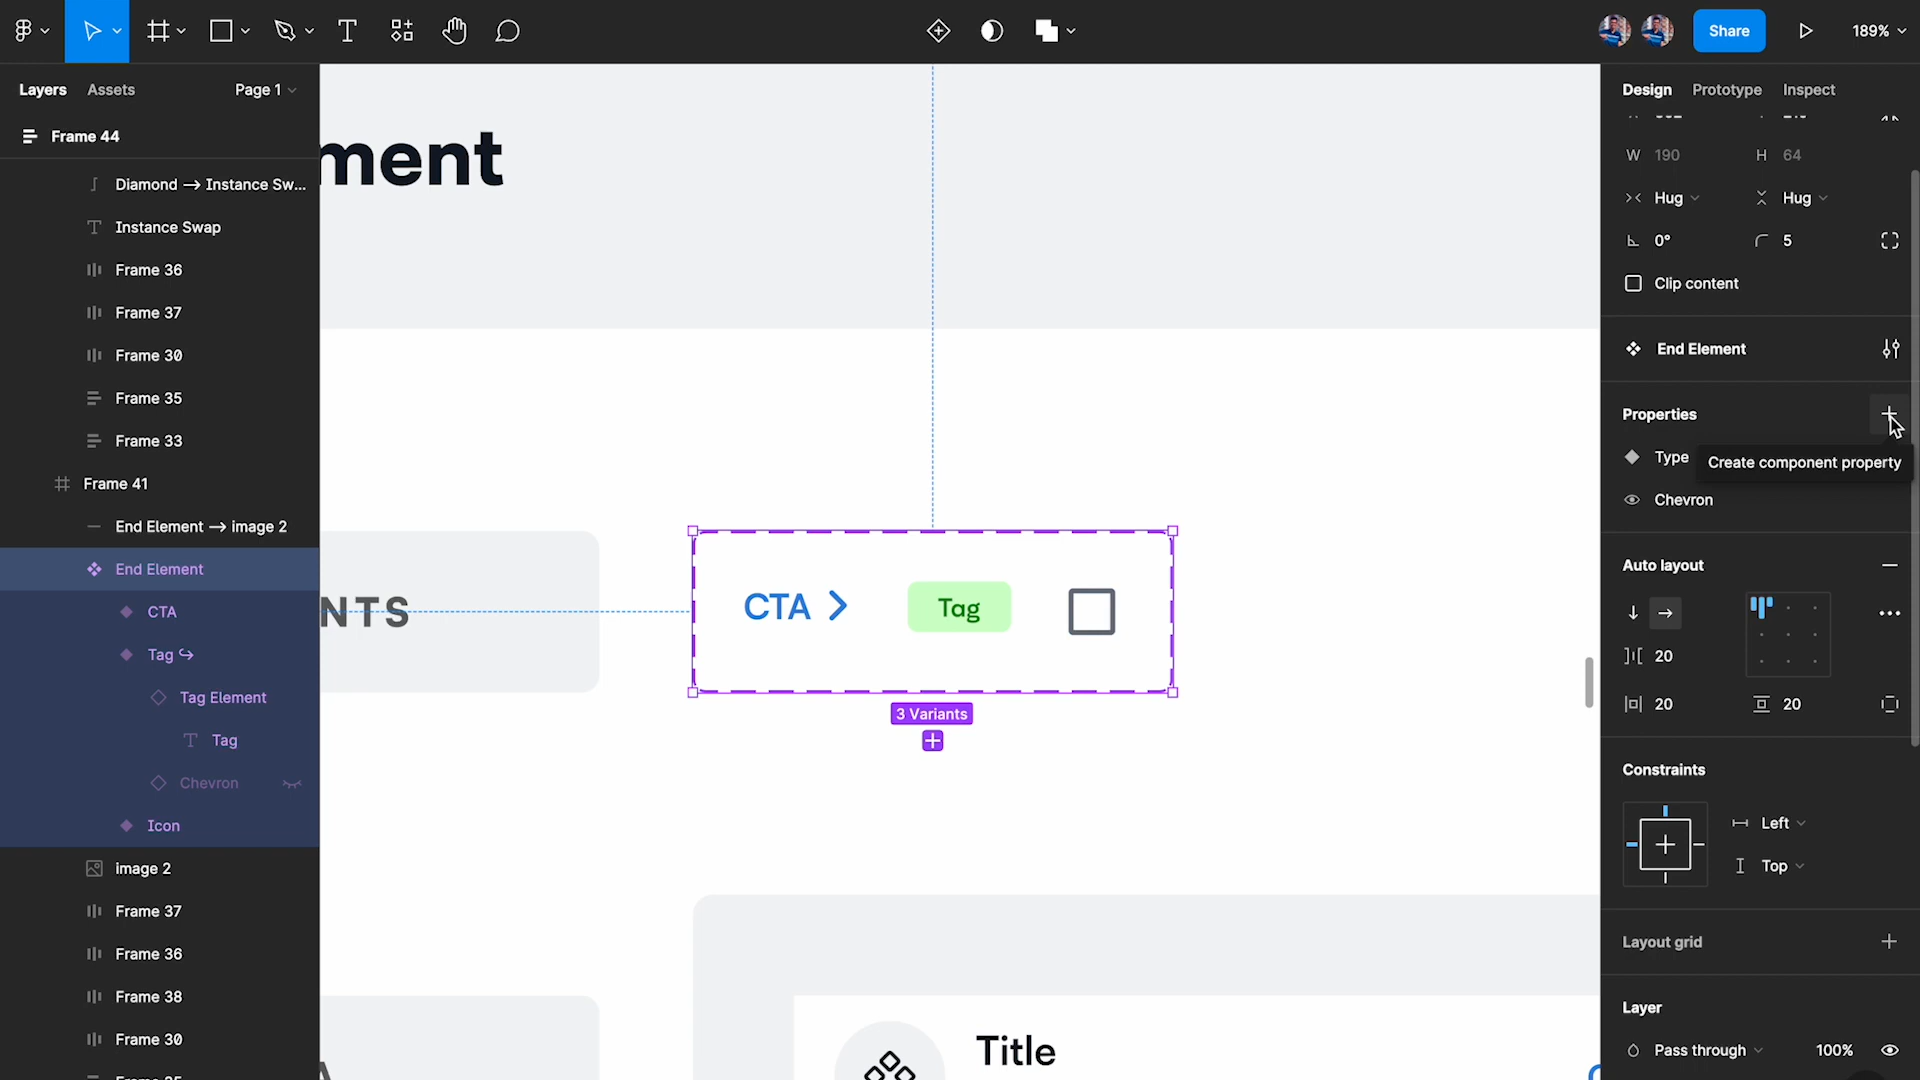 Share
189%
Layers
Assets
Page 1
Frame 44
Diamond → Instance Sw...
Instance Swap
Frame 36
Frame 37
Frame 30
Frame 35
Frame 33
Frame 41
End Element → image 2
End Element
CTA
Tag
Tag Element
Tag
Chevron
Icon
image 2
Frame 37
Frame 36
Frame 38
Frame 30
ment
NTS
CTA
Tag
3 Variants
Title
Design
Prototype
Inspect
W 190
H 64
Hug
Hug
0°
5
Clip content
End Element
Properties
Type
Create component property
Chevron
Auto layout
20
20
20
Constraints
Left
Top
Layout grid
Layer
Pass through
100%